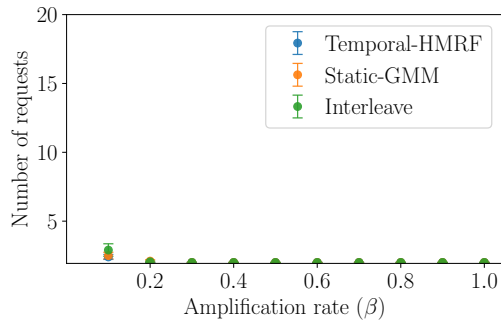 20
15
10
5
Number of requests
Temporal-HMRF
Static-GMM
Interleave
0.2 0.4 0.6 0.8 1.0
Amplification rate (β)